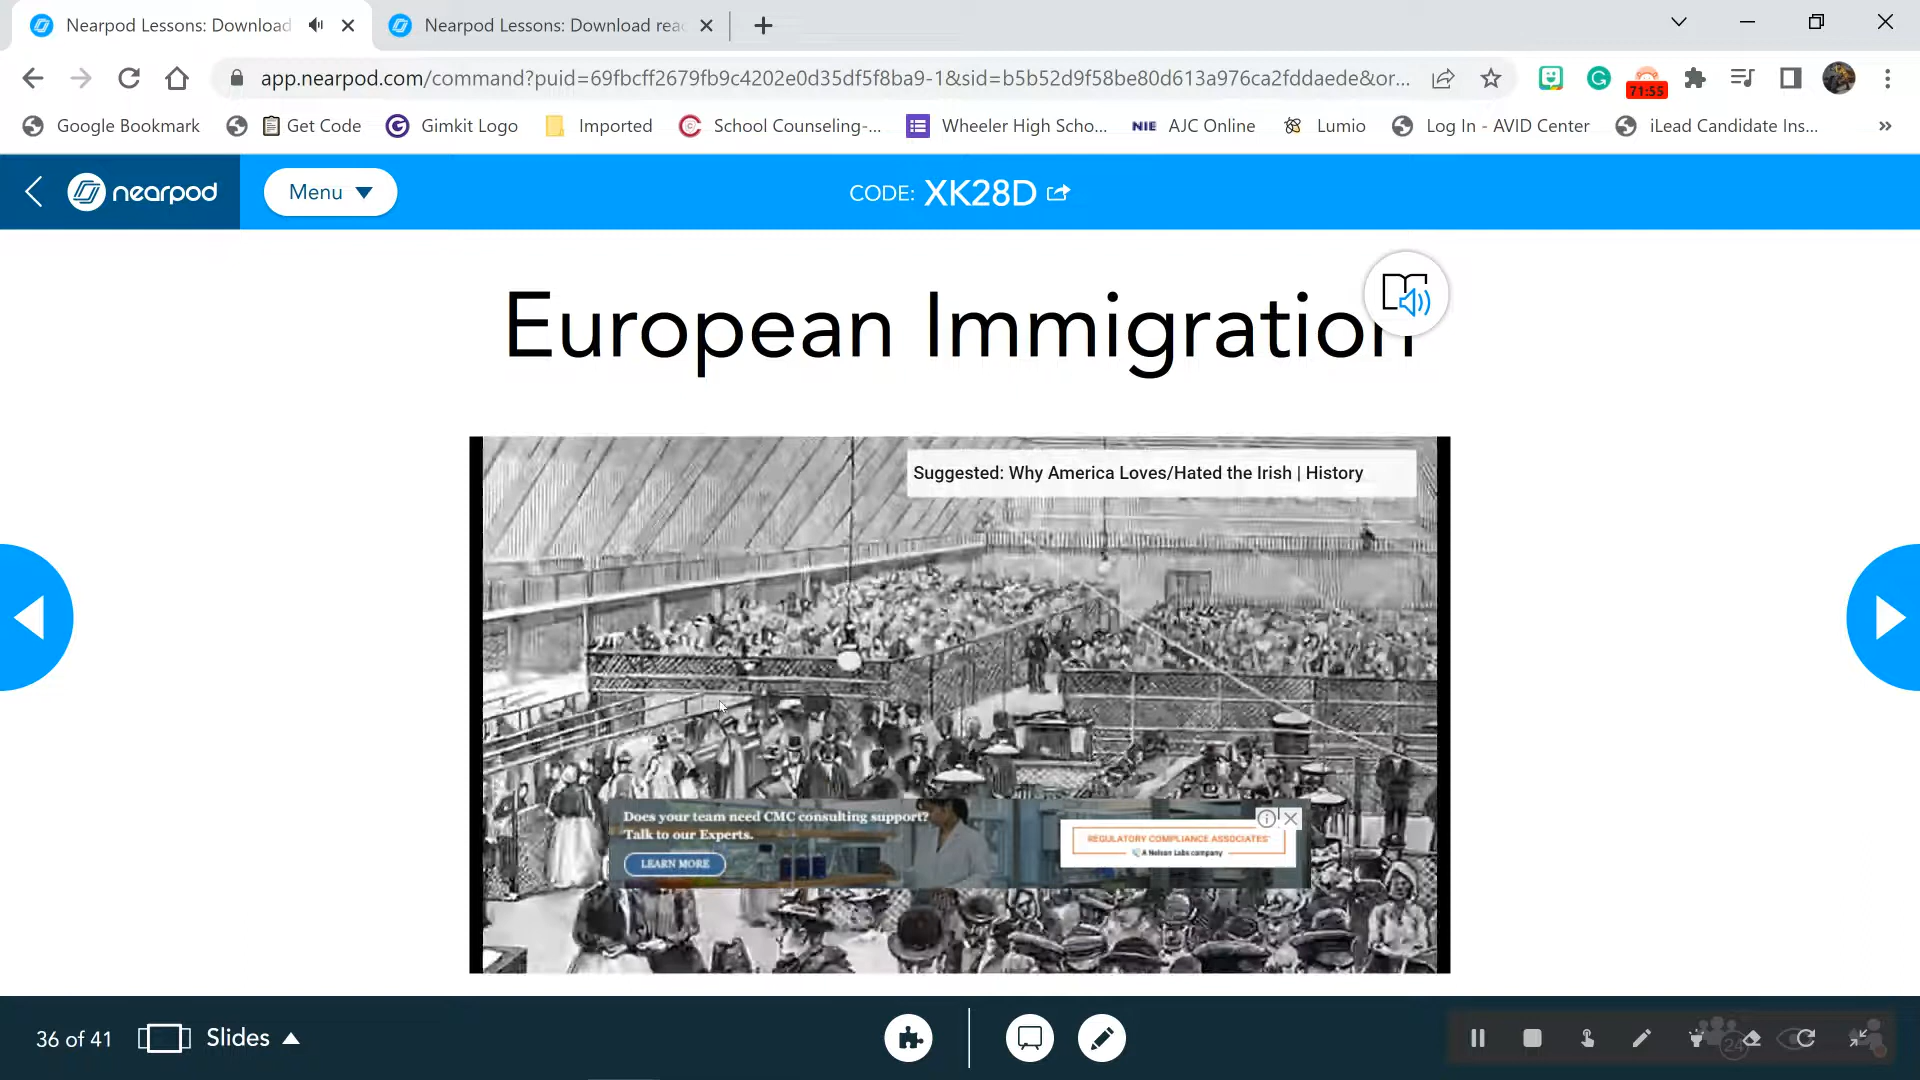 Nearpod Lessons: Download
Nearpod Lessons: Download rea
app.nearpod.com/command?puid=69fbcff2679fb9c4202e0d35df5f8ba9-1&sid=b5b52d9f58be80d613a976ca2fddaede&or...
71:55
Google Bookmark
Get Code
Gimkit Logo
Imported
School Counseling-...
Wheeler High Scho...
NIE AJC Online
Lumio
Log In - AVID Center
iLead Candidate Ins...
nearpod
Menu
CODE: XK28D
European Immigration
Suggested: Why America Loves/Hated the Irish | History
Does your team need CMC consulting support?
Talk to our Experts.
LEARN MORE
REGULATORY COMPLIANCE ASSOCIATES
A Nelson Labs company
36 of 41
Slides
24